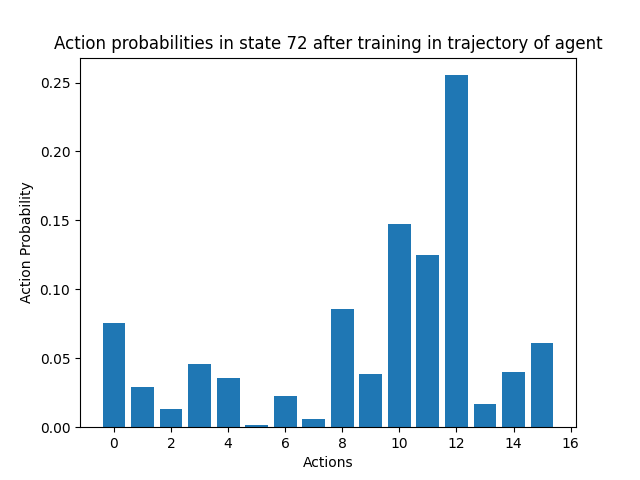 Action probabilities in state 72 after training in trajectory of agent
0.25
0.20
0.15
0.10
0.05
0.00
Action Probability
0 2 4 6 8 10 12 14 16
Actions